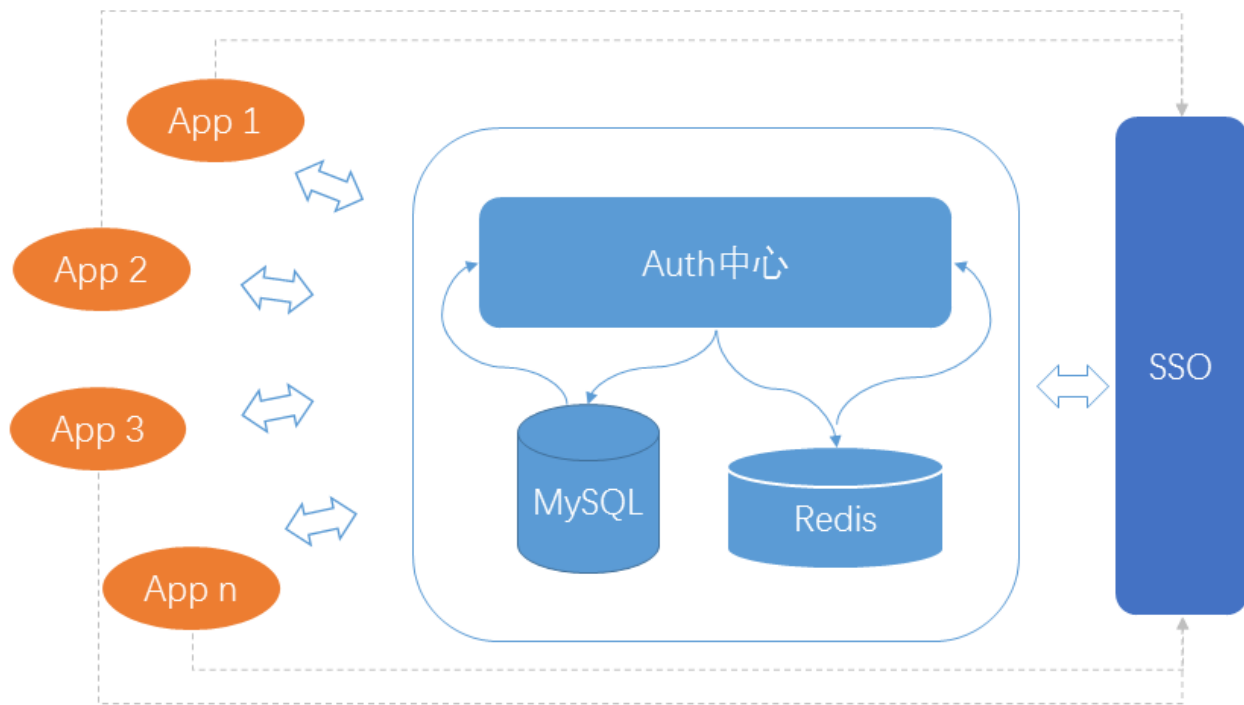 App 1
App 2
App 3
App n
Auth中心
MySQL
Redis
SSO